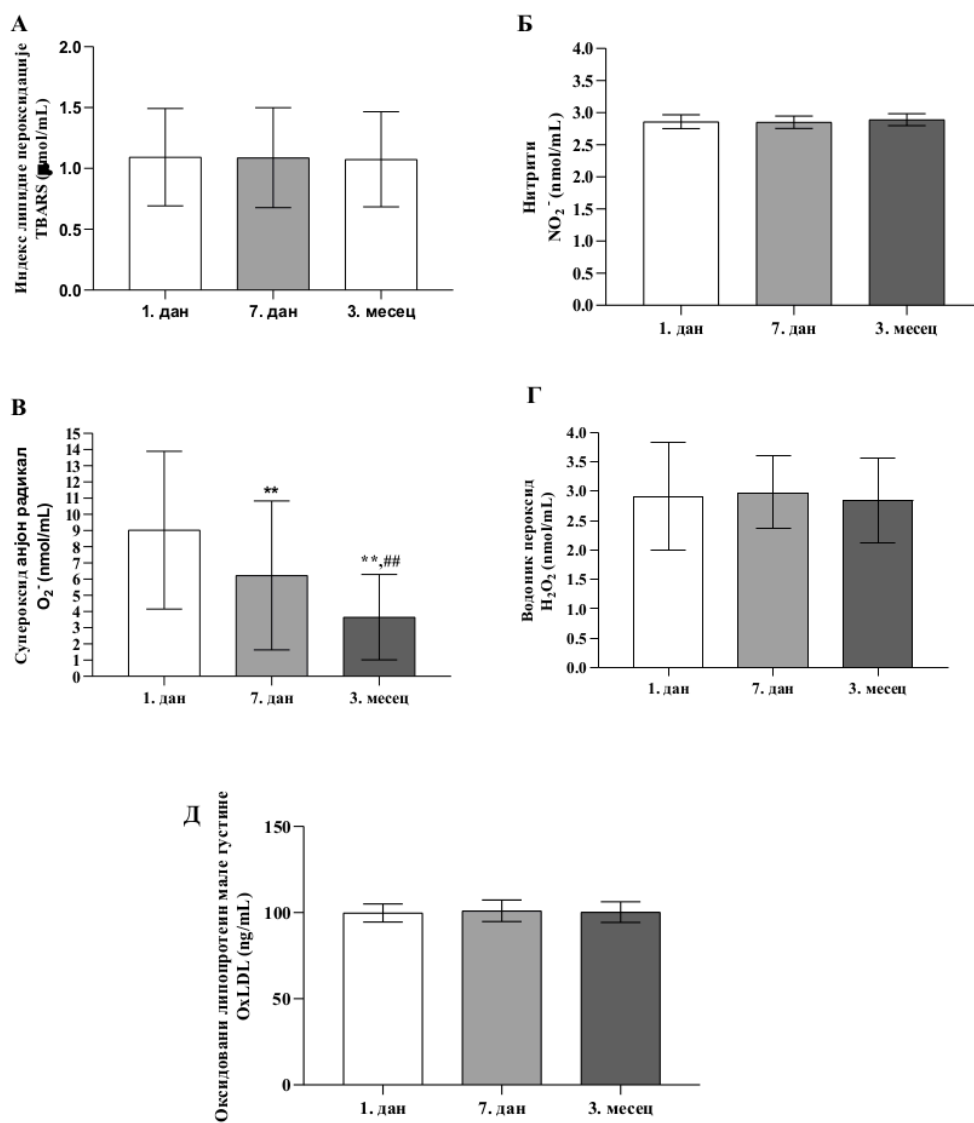 А
Индекс липидне пероксидације
TBARS (nmol/mL)
2.0
1.5
1.0
0.5
0.0
1. дан
7. дан
3. месец
Б
Нитрити
NO₂⁻ (nmol/mL)
4.0
3.5
3.0
2.5
2.0
1.5
1.0
0.5
0.0
1. дан
7. дан
3. месец
В
Супероксид анјон радикал
O₂⁻ (nmol/mL)
15
14
13
12
11
10
9
8
7
6
5
4
3
2
1
0
**
**,##
1. дан
7. дан
3. месец
Г
Водоник пероксид
H₂O₂ (nmol/mL)
4.0
3.5
3.0
2.5
2.0
1.5
1.0
0.5
0.0
1. дан
7. дан
3. месец
Д
Оксидовани липопротеин мале густине
OxLDL (ng/mL)
150
100
50
0
1. дан
7. дан
3. месец